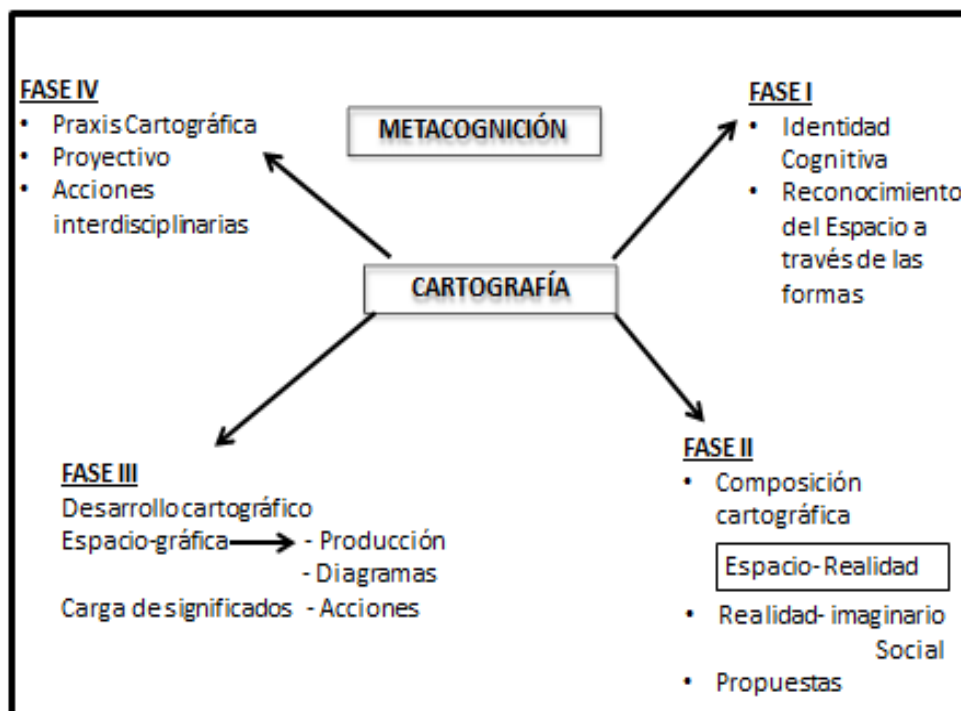 METACOGNICIÓN
CARTOGRAFÍA
FASE I
• Identidad
Cognitiva
• Reconocimiento
del Espacio a
través de las
formas
FASE II
• Composición
cartográfica
Espacio- Realidad
• Realidad- imaginario
Social
• Propuestas
FASE III
Desarrollo cartográfico
Espacio-gráfica - Producción
- Diagramas
Carga de significados - Acciones
FASE IV
• Praxis Cartográfica
• Proyectivo
• Acciones
interdisciplinarias